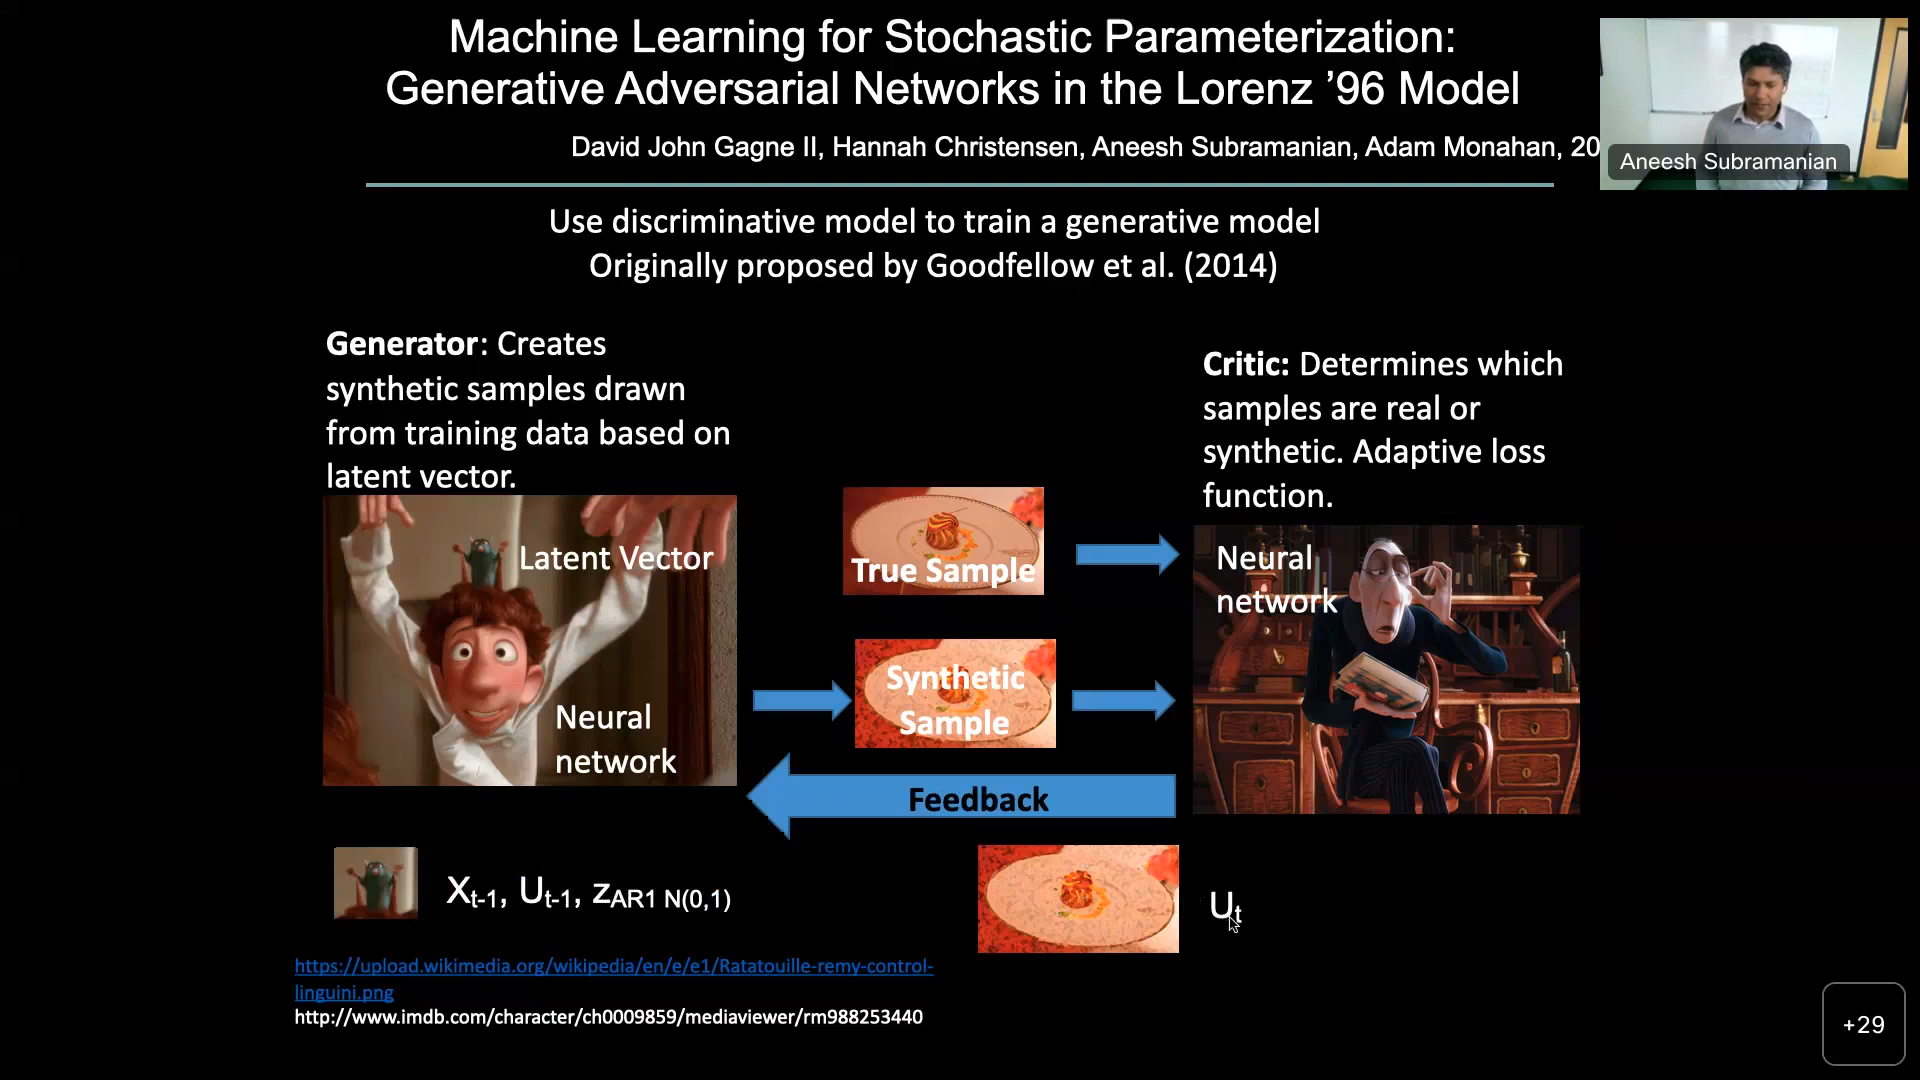 Machine Learning for Stochastic Parameterization:
Generative Adversarial Networks in the Lorenz ’96 Model
David John Gagne II, Hannah Christensen, Aneesh Subramanian, Adam Monahan, 20
Aneesh Subramanian
Use discriminative model to train a generative model
Originally proposed by Goodfellow et al. (2014)
Generator: Creates
synthetic samples drawn
from training data based on
latent vector.
Critic: Determines which
samples are real or
synthetic. Adaptive loss
function.
Latent Vector
Neural
network
True Sample
Synthetic
Sample
Neural
network
Feedback
Xt-1, Ut-1, zAR1 N(0,1)
Ut
https://upload.wikimedia.org/wikipedia/en/e/e1/Ratatouille-remy-control-
linguini.png
http://www.imdb.com/character/ch0009859/mediaviewer/rm988253440
+29